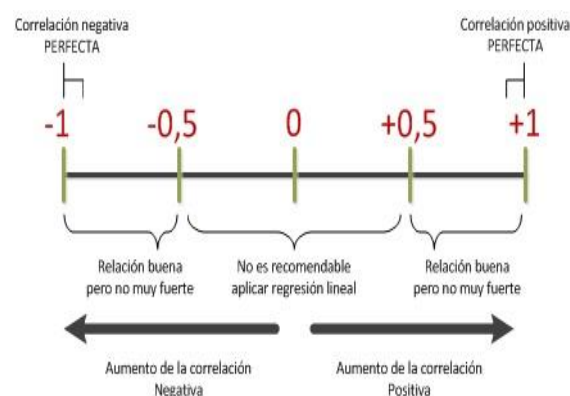 Correlación negativa
PERFECTA
Correlación positiva
PERFECTA
-1 -0,5 0 +0,5 +1
Relación buena
pero no muy fuerte
No es recomendable
aplicar regresión lineal
Relación buena
pero no muy fuerte
Aumento de la correlación
Negativa
Aumento de la correlación
Positiva